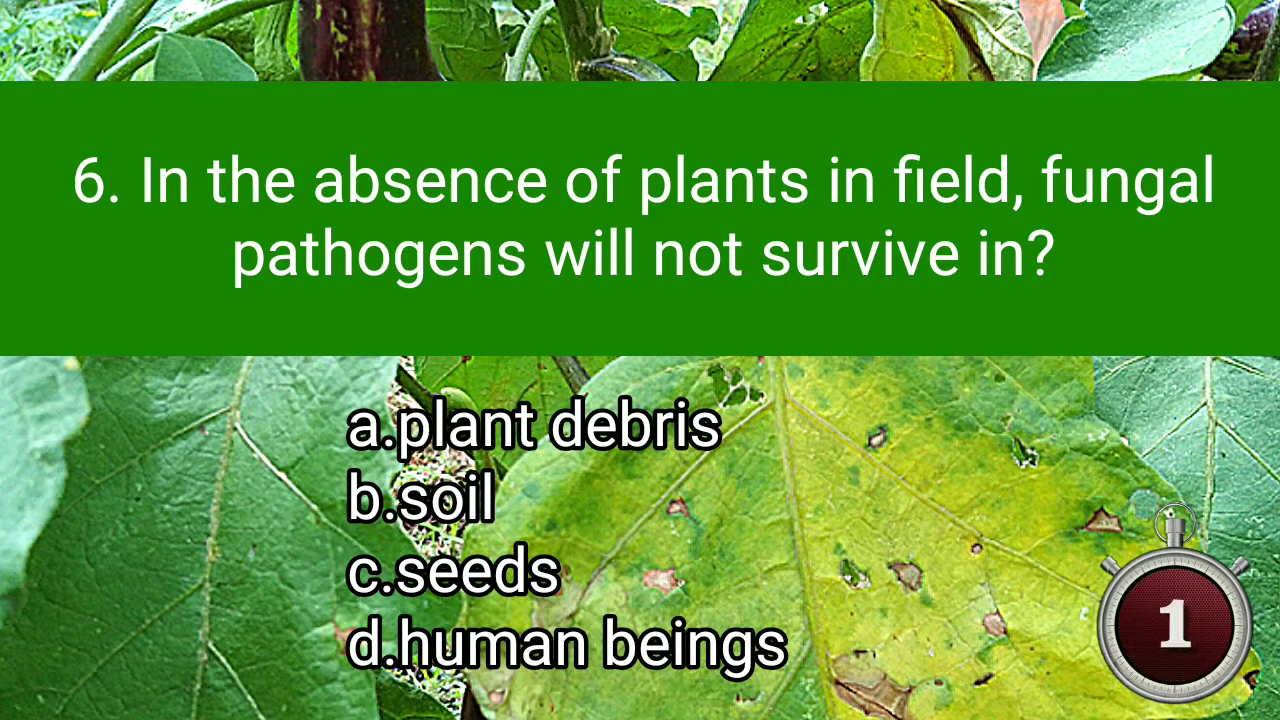 6. In the absence of plants in field, fungal
pathogens will not survive in?
a.plant debris
b.soil
c.seeds
d.human beings
1